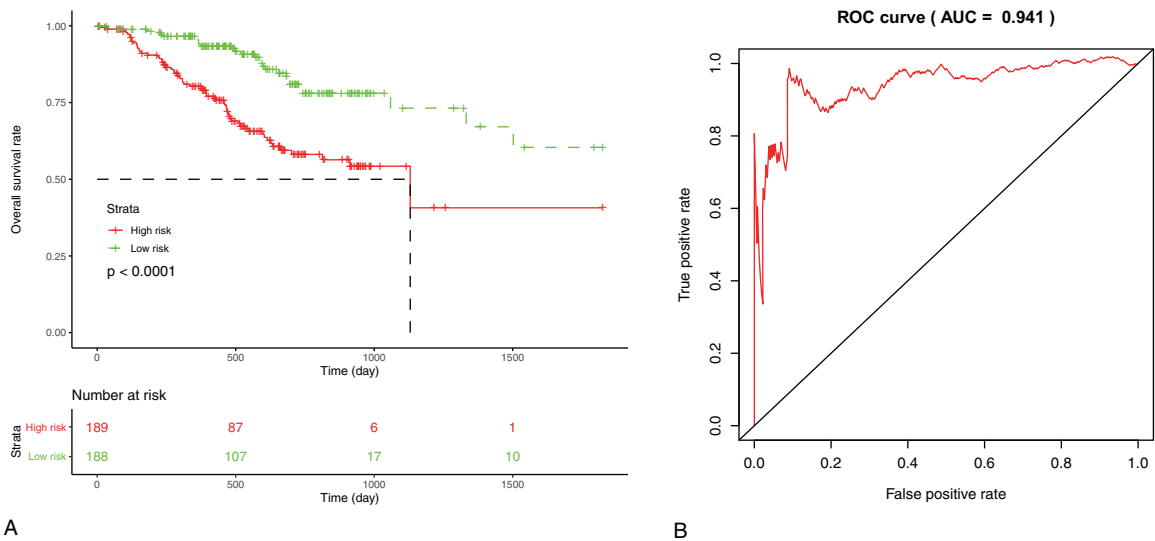 1.00
0.75
0.50
0.25
0.00
Overall survival rate
Strata
High risk
Low risk
p < 0.0001
0 500 1000 1500
Time (day)
Number at risk
Strata
High risk 189 87 6 1
Low risk 188 107 17 10
0 500 1000 1500
Time (day)
A
ROC curve ( AUC = 0.941 )
1.0
0.8
0.6
0.4
0.2
0.0
True positive rate
0.0 0.2 0.4 0.6 0.8 1.0
False positive rate
B